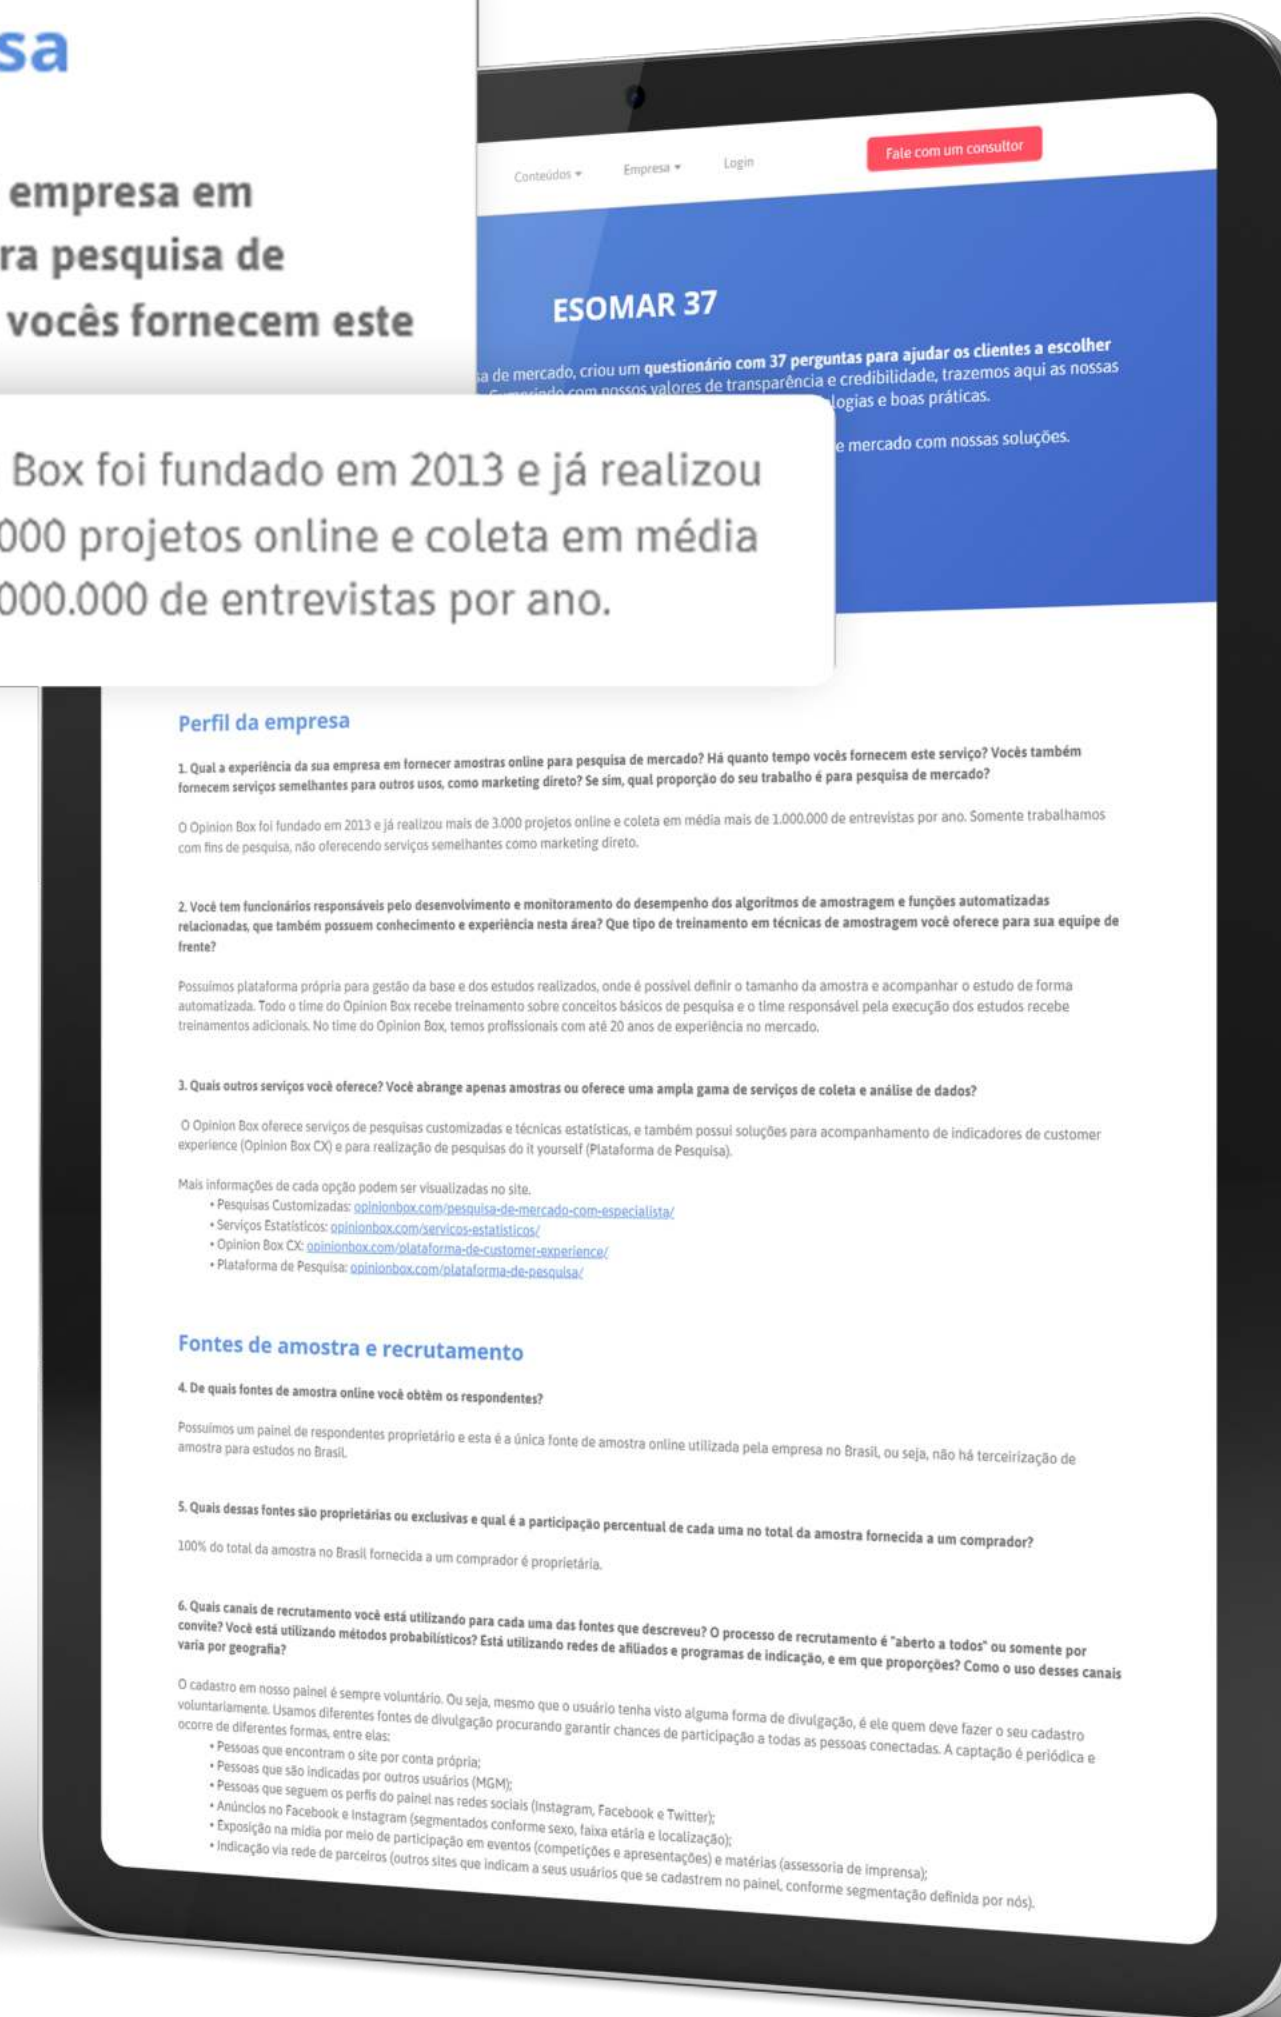 sa
empresa em
ra pesquisa de
vocês fornecem este
Box foi fundado em 2013 e já realizou
000 projetos online e coleta em média
000.000 de entrevistas por ano.
Conteúdos Empresa Login Fale com um consultor
ESOMAR 37
sa de mercado, criou um questionário com 37 perguntas para ajudar os clientes a escolher
com nossos valores de transparência e credibilidade, trazemos aqui as nossas
logias e boas práticas.
e mercado com nossas soluções.
Perfil da empresa
1. Qual a experiência da sua empresa em fornecer amostras online para pesquisa de mercado? Há quanto tempo vocês fornecem este serviço? Vocês também
fornecem serviços semelhantes para outros usos, como marketing direto? Se sim, qual proporção do seu trabalho é para pesquisa de mercado?
O Opinion Box foi fundado em 2013 e já realizou mais de 3.000 projetos online e coleta em média mais de 1.000.000 de entrevistas por ano. Somente trabalhamos
com fins de pesquisa, não oferecendo serviços semelhantes como marketing direto.
2. Você tem funcionários responsáveis pelo desenvolvimento e monitoramento do desempenho dos algoritmos de amostragem e funções automatizadas
relacionadas, que também possuem conhecimento e experiência nesta área? Que tipo de treinamento em técnicas de amostragem você oferece para sua equipe de
frente?
Possuímos plataforma própria para gestão da base e dos estudos realizados, onde é possível definir o tamanho da amostra e acompanhar o estudo de forma
automatizada. Todo o time do Opinion Box recebe treinamento sobre conceitos básicos de pesquisa e o time responsável pela execução dos estudos recebe
treinamentos adicionais. No time do Opinion Box, temos profissionais com até 20 anos de experiência no mercado.
3. Quais outros serviços você oferece? Você abrange apenas amostras ou oferece uma ampla gama de serviços de coleta e análise de dados?
O Opinion Box oferece serviços de pesquisas customizadas e técnicas estatísticas, e também possui soluções para acompanhamento de indicadores de customer
experience (Opinion Box CX) e para realização de pesquisas do it yourself (Plataforma de Pesquisa).
Mais informações de cada opção podem ser visualizadas no site.
• Pesquisas Customizadas: opinionbox.com/pesquisa-de-mercado-com-especialista/
• Serviços Estatísticos: opinionbox.com/servicos-estatisticos/
• Opinion Box CX: opinionbox.com/plataforma-de-customer-experience/
• Plataforma de Pesquisa: opinionbox.com/plataforma-de-pesquisa/
Fontes de amostra e recrutamento
4. De quais fontes de amostra online você obtêm os respondentes?
Possuímos um painel de respondentes proprietário e esta é a única fonte de amostra online utilizada pela empresa no Brasil, ou seja, não há terceirização de
amostra para estudos no Brasil.
5. Quais dessas fontes são proprietárias ou exclusivas e qual é a participação percentual de cada uma no total da amostra fornecida a um comprador?
100% do total da amostra no Brasil fornecida a um comprador é proprietária.
6. Quais canais de recrutamento você está utilizando para cada uma das fontes que descreveu? O processo de recrutamento é "aberto a todos" ou somente por
convite? Você está utilizando métodos probabilísticos? Está utilizando redes de afiliados e programas de indicação, e em que proporções? Como o uso desses canais
varia por geografia?
O cadastro em nosso painel é sempre voluntário. Ou seja, mesmo que o usuário tenha visto alguma forma de divulgação, é ele quem deve fazer o seu cadastro
voluntariamente. Usamos diferentes fontes de divulgação procurando garantir chances de participação a todas as pessoas conectadas. A captação é periódica e
ocorre de diferentes formas, entre elas:
• Pessoas que encontram o site por conta própria;
• Pessoas que são indicadas por outros usuários (MGM);
• Pessoas que seguem os perfis do painel nas redes sociais (Instagram, Facebook e Twitter);
• Anúncios no Facebook e Instagram (segmentados conforme sexo, faixa etária e localização);
• Exposição na mídia por meio de participação em eventos (competições e apresentações) e matérias (assessoria de imprensa);
• Indicação via rede de parceiros (outros sites que indicam a seus usuários que se cadastrem no painel, conforme segmentação definida por nós).